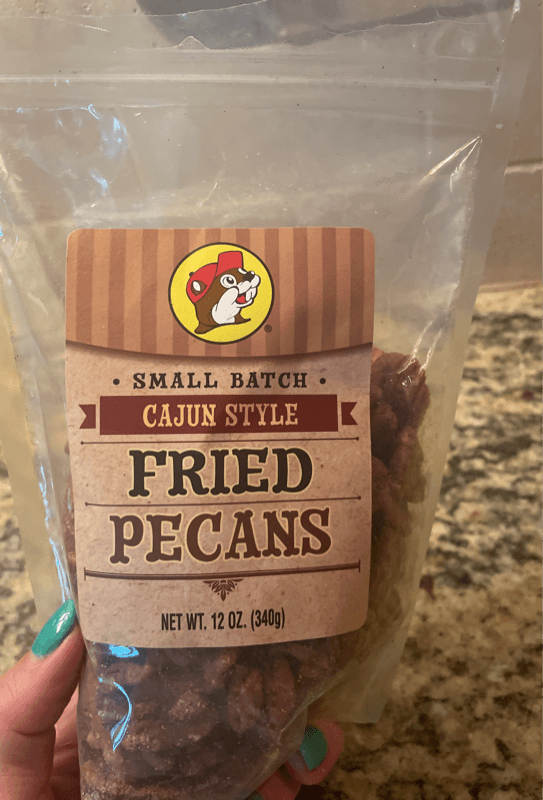 ®
• SMALL BATCH •
CAJUN STYLE
FRIED
PECANS
NET WT. 12 OZ. (340g)